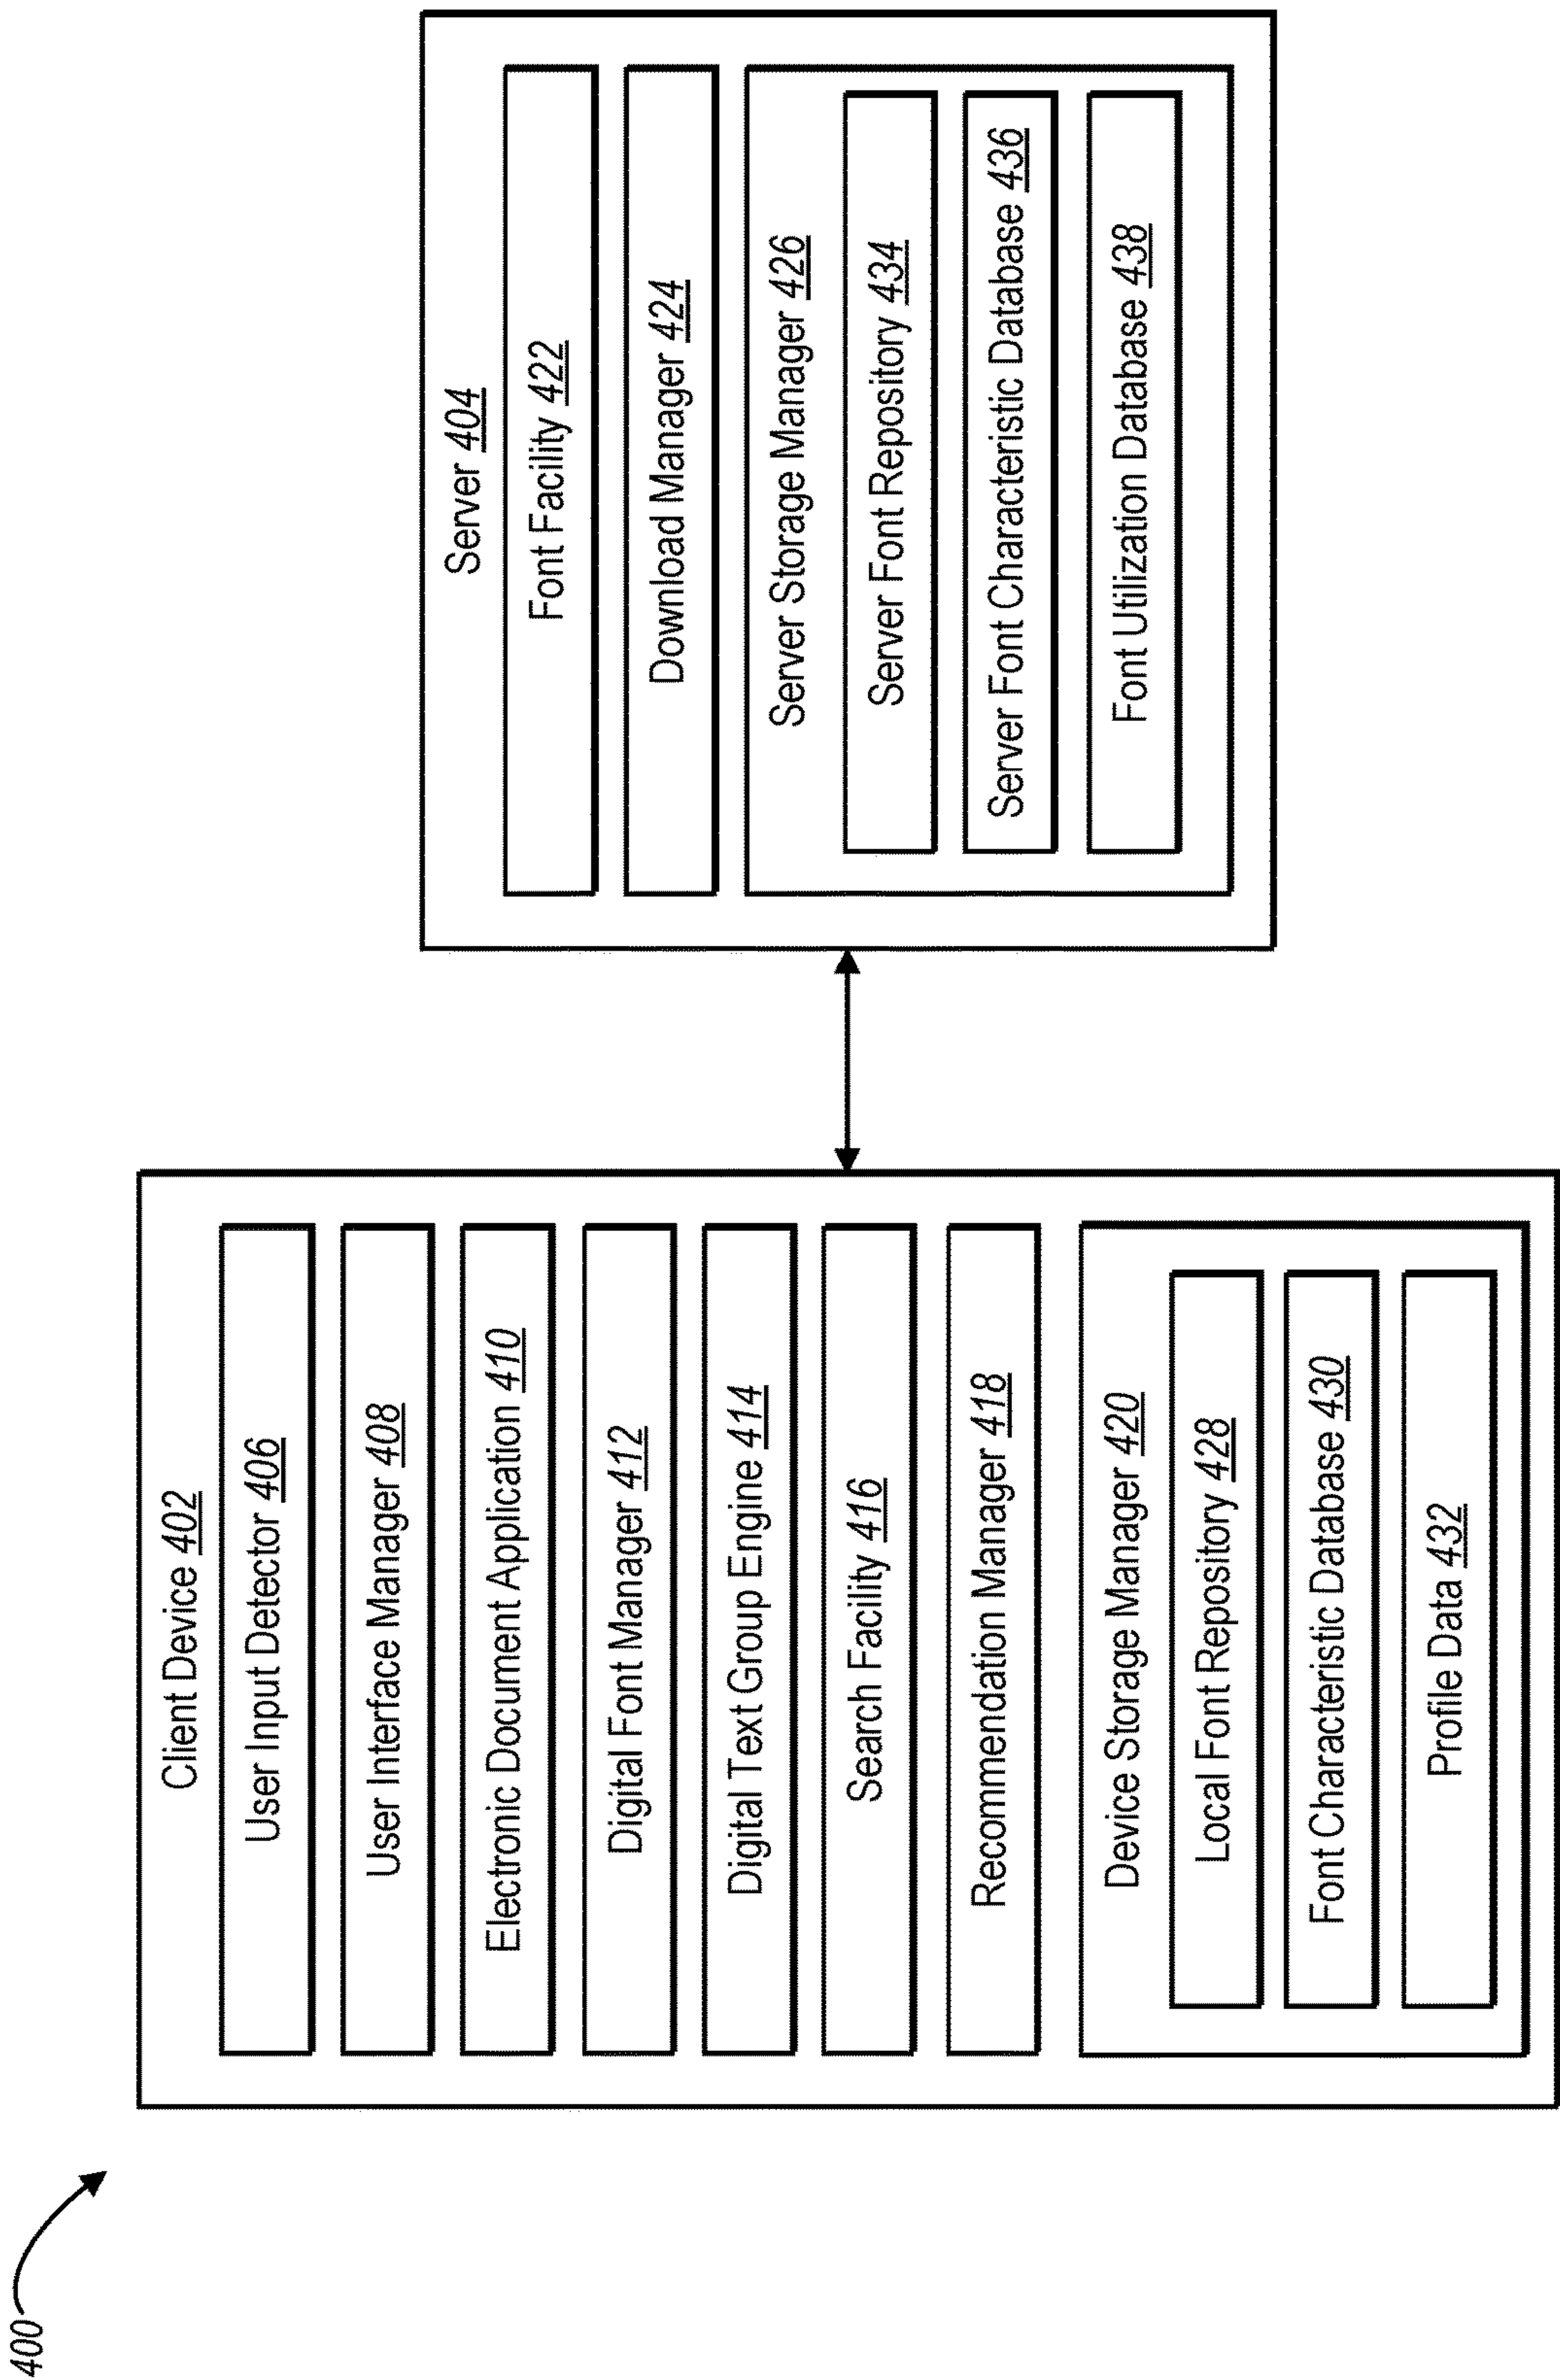 400
Client Device 402
User Input Detector 406
User Interface Manager 408
Electronic Document Application 410
Digital Font Manager 412
Digital Text Group Engine 414
Search Facility 416
Recommendation Manager 418
Device Storage Manager 420
Local Font Repository 428
Font Characteristic Database 430
Profile Data 432
Server 404
Font Facility 422
Download Manager 424
Server Storage Manager 426
Server Font Repository 434
Server Font Characteristic Database 436
Font Utilization Database 438